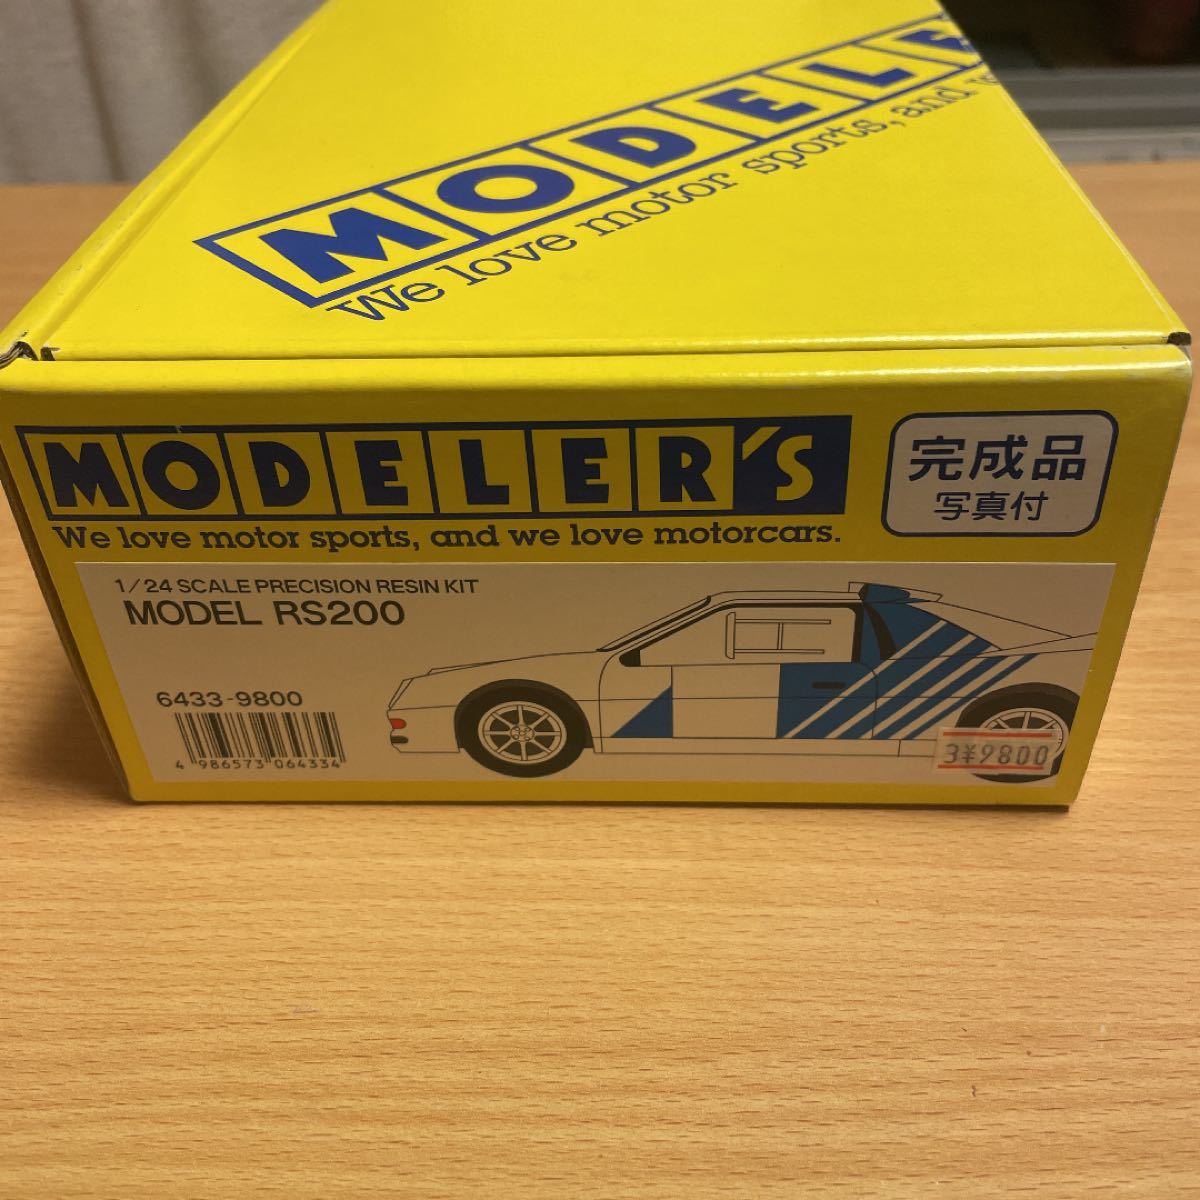 MODELE
We love motor sports, and
MODELER'S
We love motor sports, and we love motorcars.
完成品
写真付
1/24 SCALE PRECISION RESIN KIT
MODEL RS200
6433-9800
4 986573 064334
3¥9800